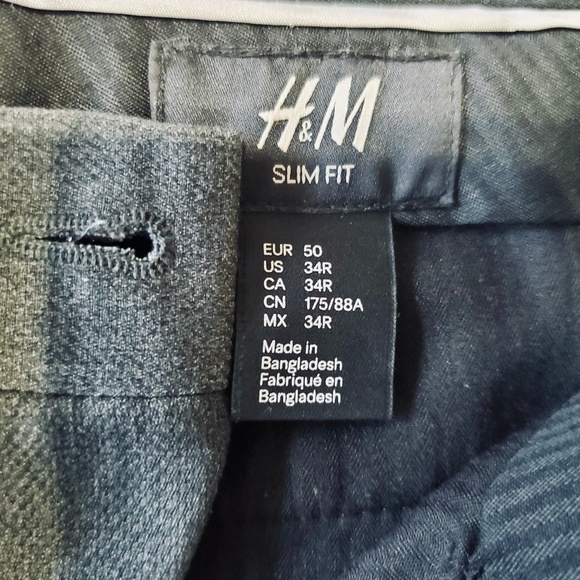 H&M
SLIM FIT
EUR 50
US 34R
CA 34R
CN 175/88A
MX 34R
Made in
Bangladesh
Fabriqué en
Bangladesh